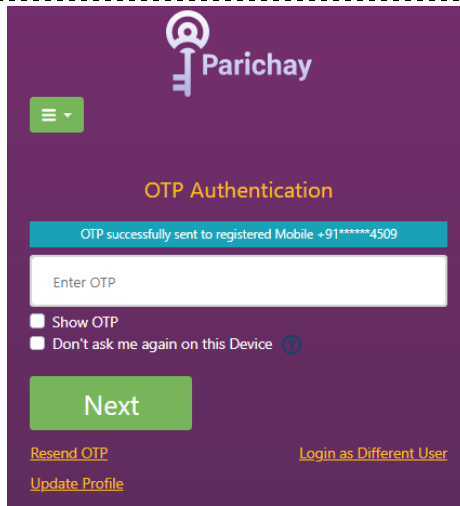 Parichay
OTP Authentication
OTP successfully sent to registered Mobile +91******4509
Enter OTP
Show OTP
Don't ask me again on this Device ?
Next
Resend OTP Login as Different User
Update Profile